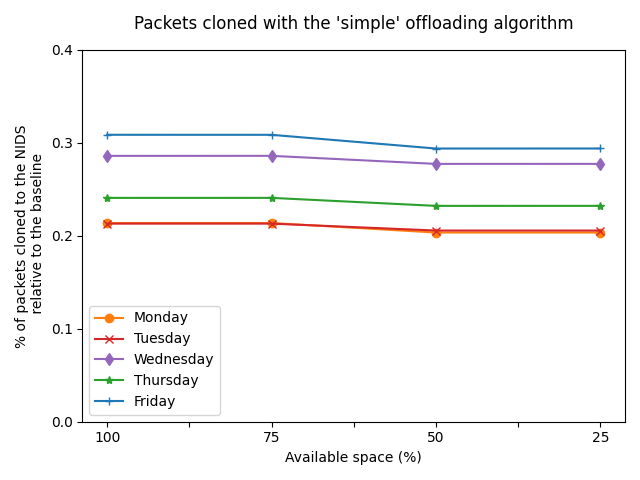 Packets cloned with the 'simple' offloading algorithm
% of packets cloned to the NIDS
relative to the baseline
0.4
0.3
0.2
0.1
0.0
Monday
Tuesday
Wednesday
Thursday
Friday
100
75
50
25
Available space (%)